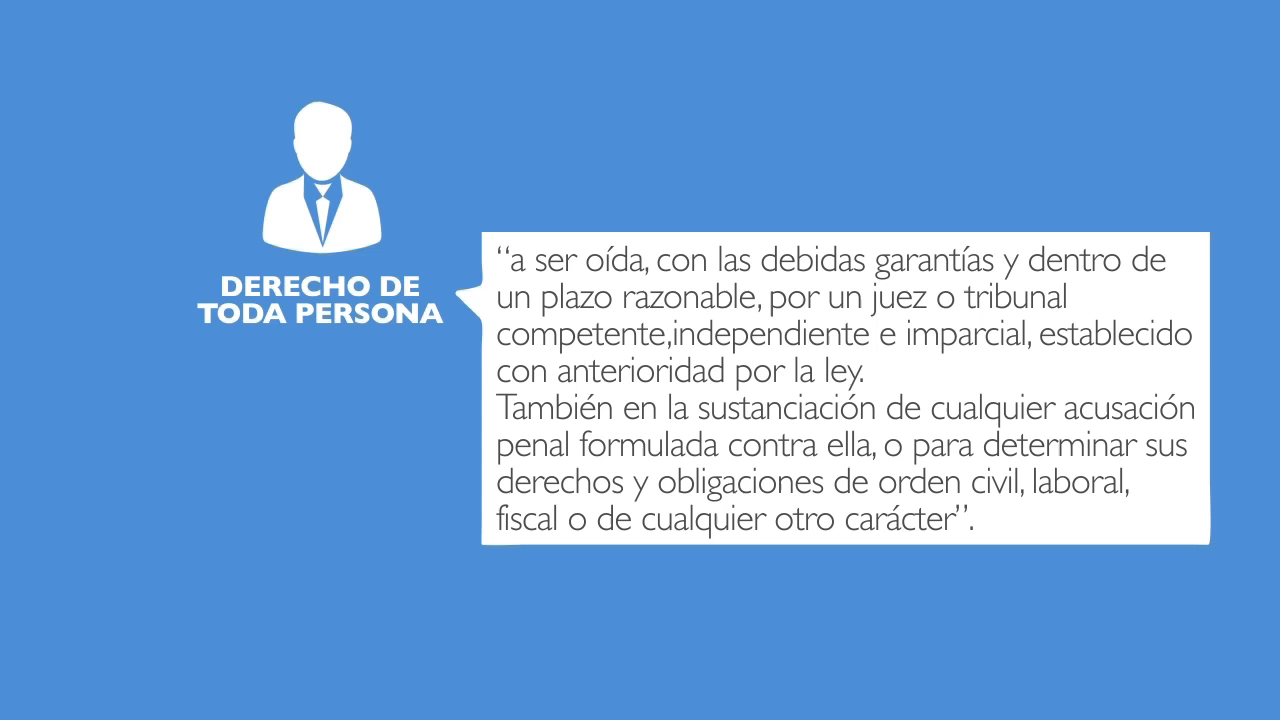 DERECHO DE
TODA PERSONA
“a ser oída, con las debidas garantías y dentro de
un plazo razonable, por un juez o tribunal
competente,independiente e imparcial, establecido
con anterioridad por la ley.
También en la sustanciación de cualquier acusación
penal formulada contra ella, o para determinar sus
derechos y obligaciones de orden civil, laboral,
fiscal o de cualquier otro carácter”.